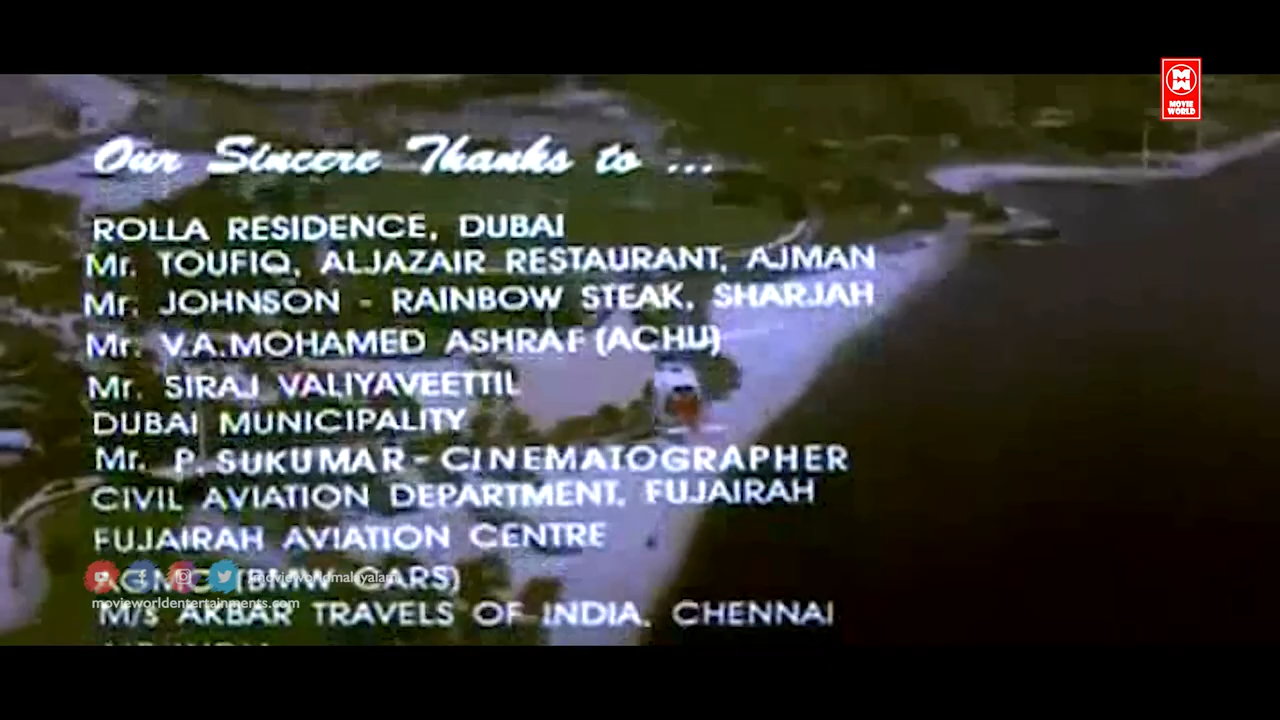 MOVIE
WORLD
Our Sincere Thanks to ...
ROLLA RESIDENCE, DUBAI
Mr. TOUFIQ, ALJAZAIR RESTAURANT, AJMAN
Mr. JOHNSON - RAINBOW STEAK, SHARJAH
Mr. V.A.MOHAMED ASHRAF (ACHU)
Mr. SIRAJ VALIYAVEETTIL
DUBAI MUNICIPALITY
Mr. P. SUKUMAR - CINEMATOGRAPHER
CIVIL AVIATION DEPARTMENT, FUJAIRAH
FUJAIRAH AVIATION CENTRE
AGMC (BMW CARS)
/movieworldmalayalam
movieworldentertainments.com
M/s AKBAR TRAVELS OF INDIA, CHENNAI